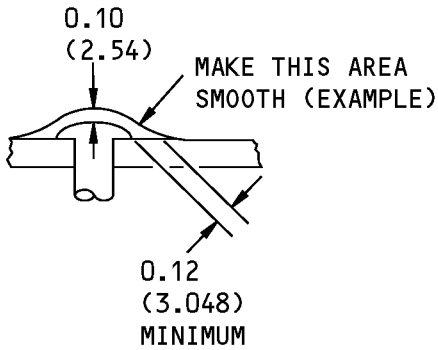 0.10
(2.54)
MAKE THIS AREA
SMOOTH (EXAMPLE)
0.12
(3.048)
MINIMUM